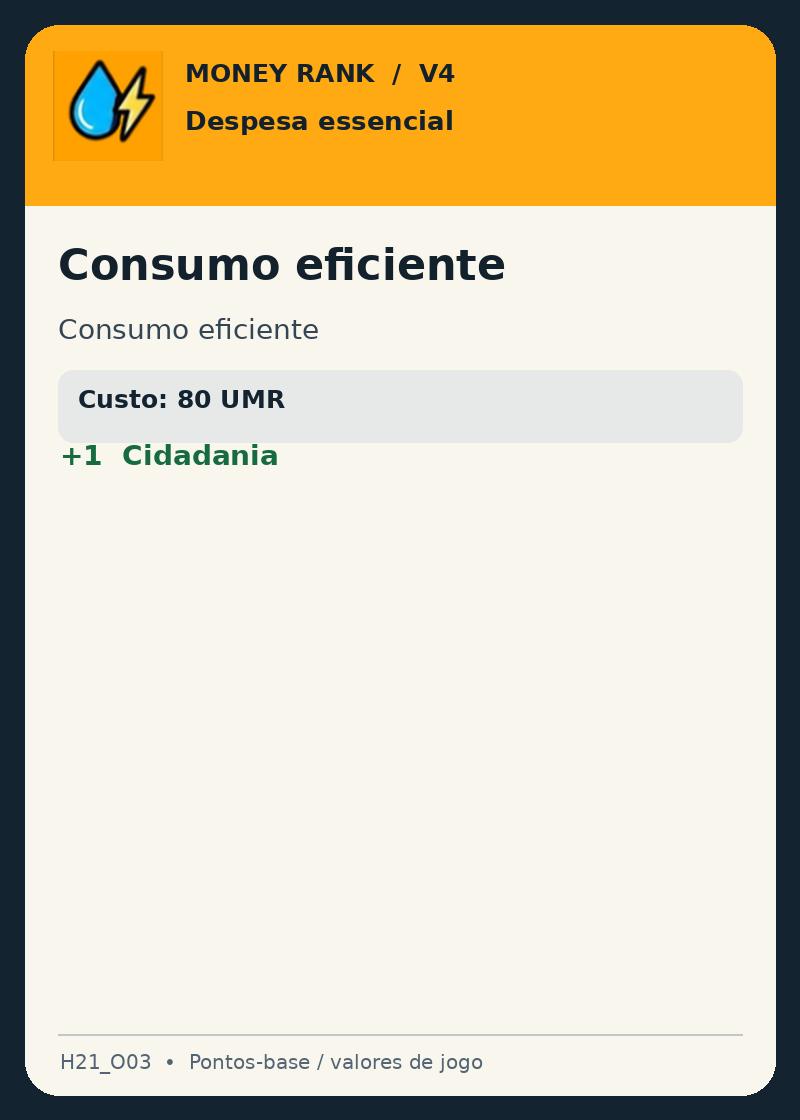 MONEY RANK / V4
Despesa essencial
Consumo eficiente
Consumo eficiente
Custo: 80 UMR
+1 Cidadania
H21_O03 • Pontos-base / valores de jogo